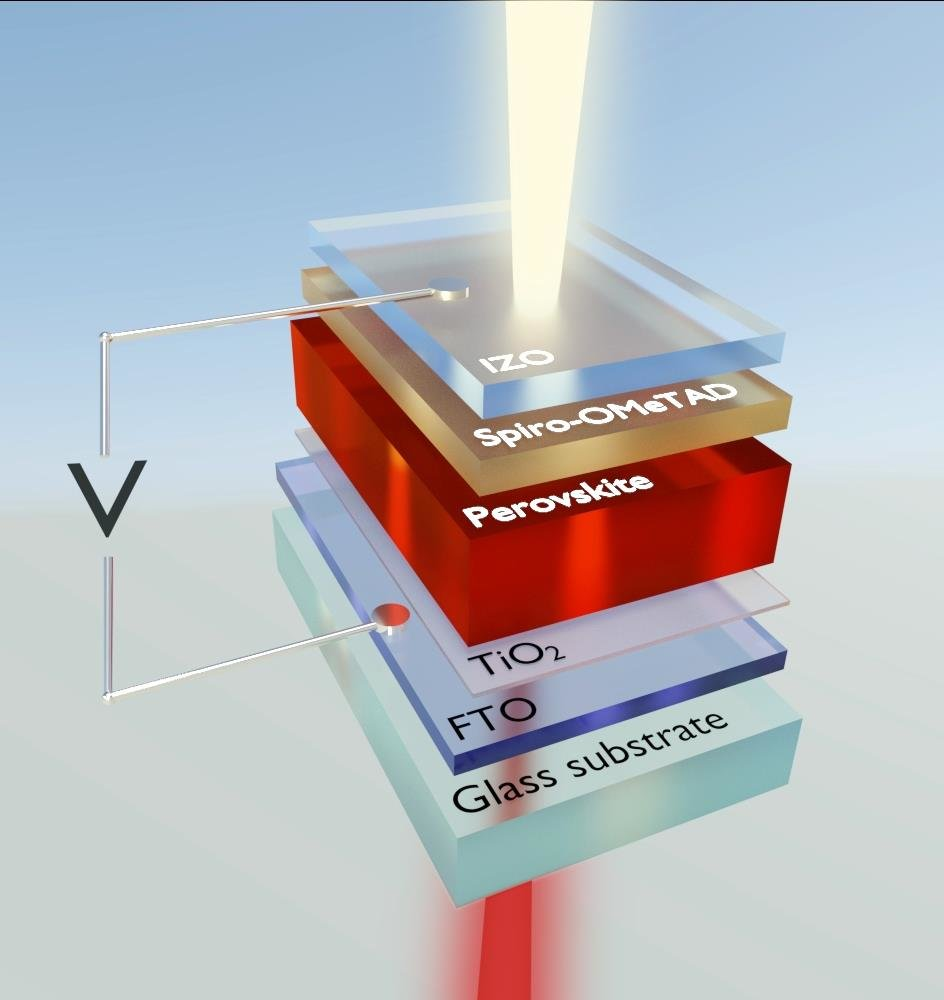 IZO
Spiro-OMeTAD
Perovskite
V
TiO₂
FTO
Glass substrate